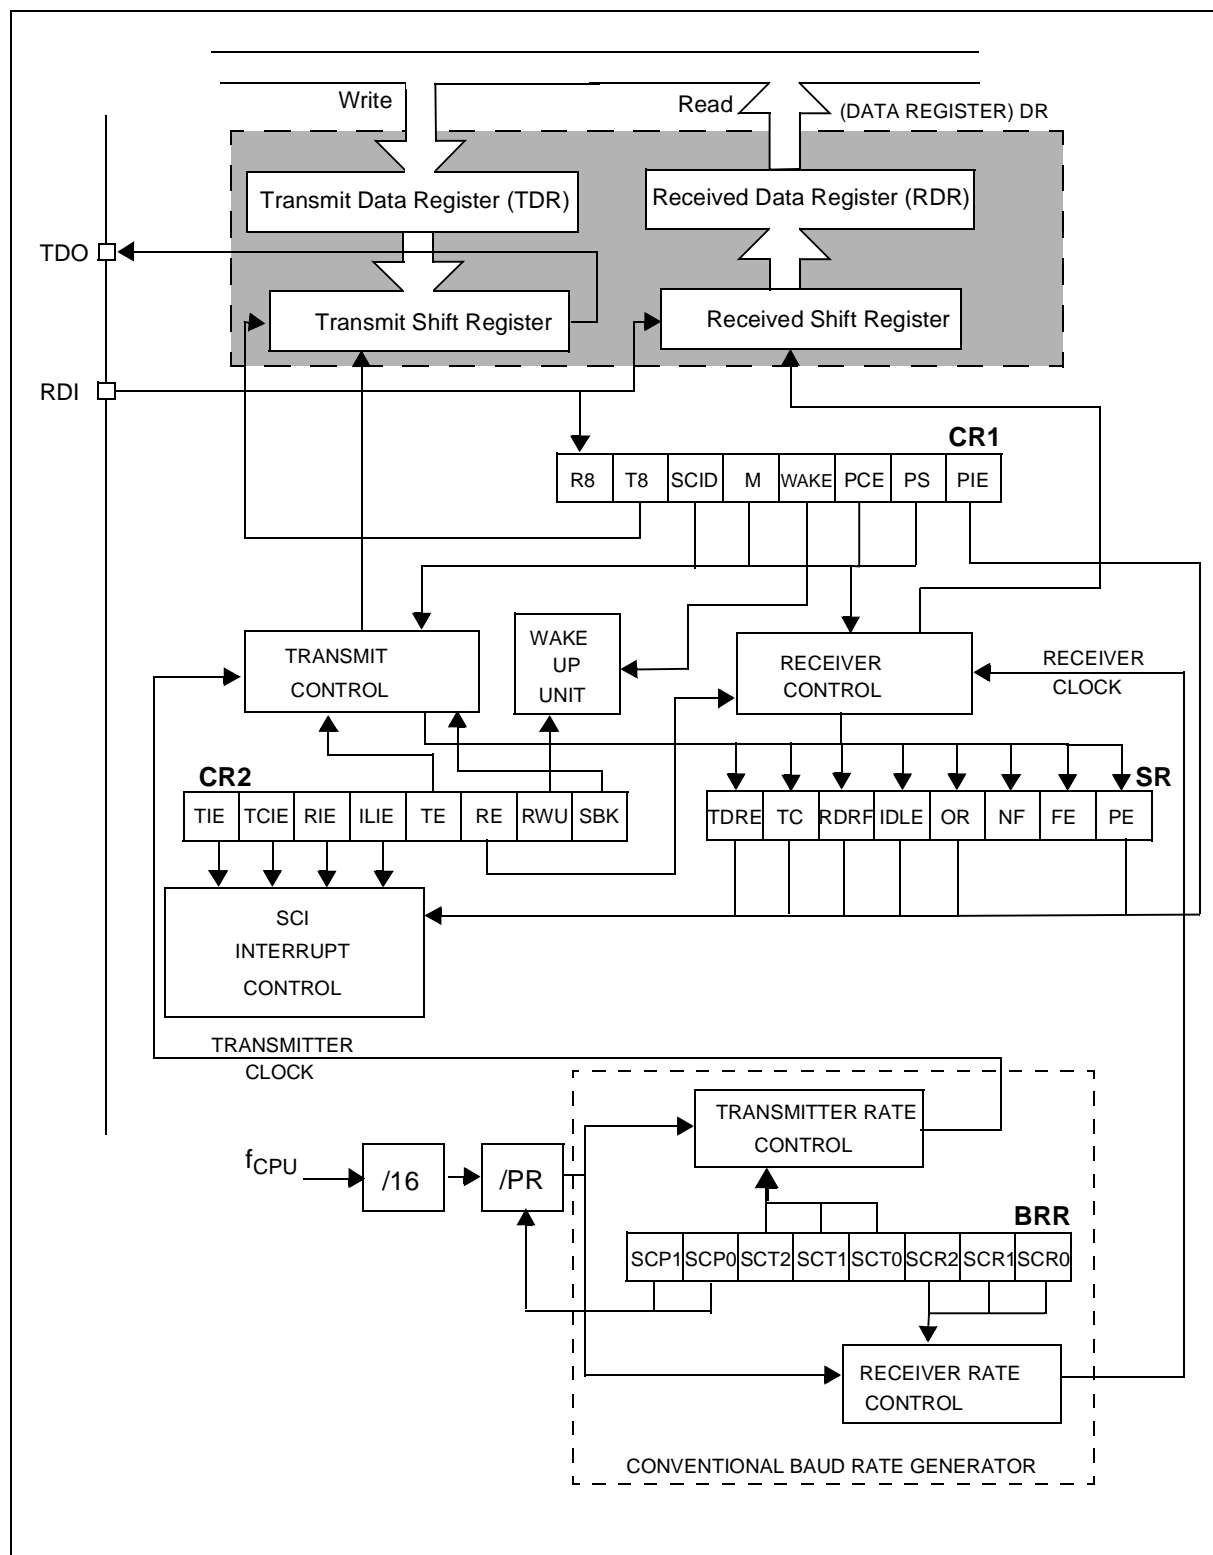 Write
Read
(DATA REGISTER) DR
Transmit Data Register (TDR)
Received Data Register (RDR)
TDO
Transmit Shift Register
Received Shift Register
RDI
CR1
R8 T8 SCID M WAKE PCE PS PIE
TRANSMIT
CONTROL
WAKE
UP
UNIT
RECEIVER
CONTROL
RECEIVER
CLOCK
CR2
TIE TCIE RIE ILIE TE RE RWU SBK
SR
TDRE TC RDRF IDLE OR NF FE PE
SCI
INTERRUPT
CONTROL
TRANSMITTER
CLOCK
TRANSMITTER RATE
CONTROL
fCPU
/16
/PR
BRR
SCP1 SCP0 SCT2 SCT1 SCT0 SCR2 SCR1 SCR0
RECEIVER RATE
CONTROL
CONVENTIONAL BAUD RATE GENERATOR